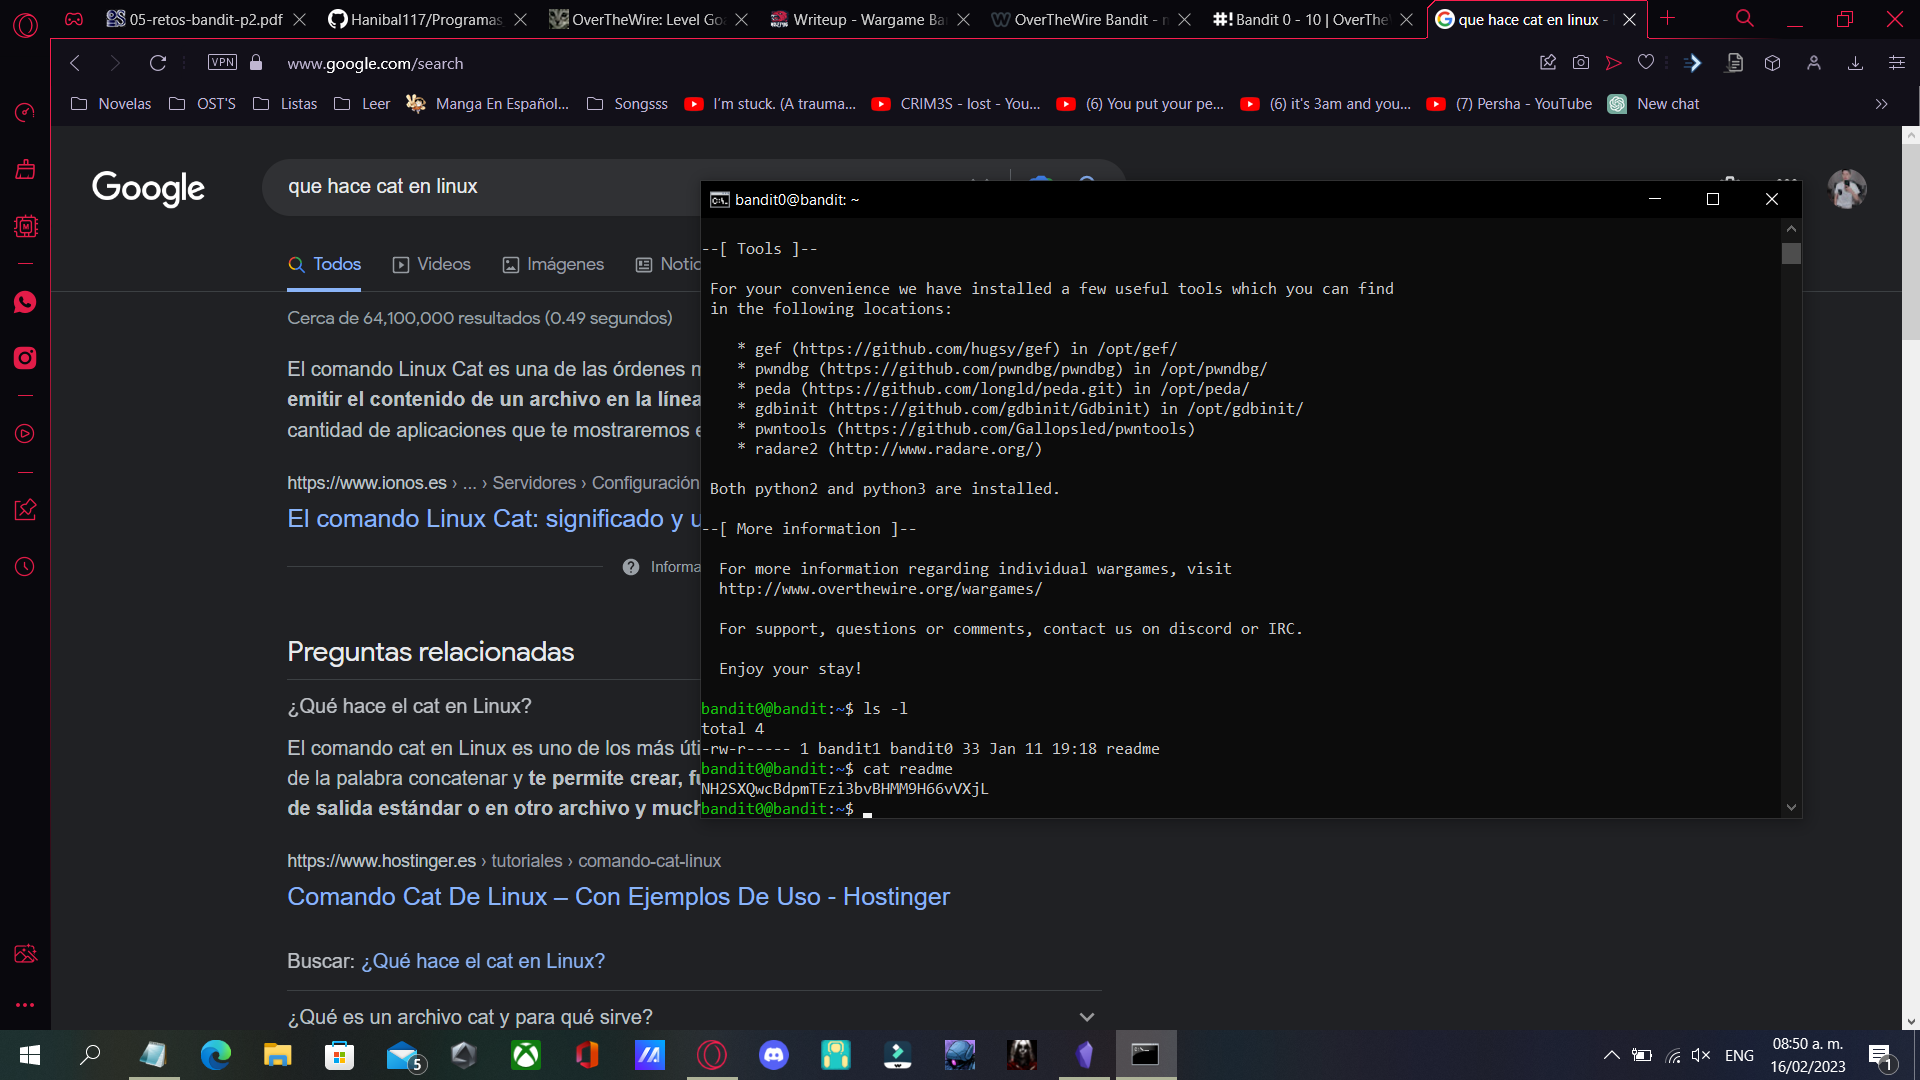 05-retos-bandit-p2.pdf
Hanibal117/Programas
OverTheWire: Level Go
Writeup - Wargame Ba
OverTheWire Bandit -
Bandit 0 - 10 | OverThe
que hace cat en linux -
VPN
www.google.com/search
Novelas
OST'S
Listas
Leer
Manga En Español...
Songsss
I'm stuck. (A trauma...
CRIM3S - lost - You...
(6) You put your pe...
(6) it's 3am and you...
(7) Persha - YouTube
New chat
Google
que hace cat en linux
Todos
Videos
Imágenes
Notic
Cerca de 64,100,000 resultados (0.49 segundos)
El comando Linux Cat es una de las órdenes
emitir el contenido de un archivo en la línea
cantidad de aplicaciones que te mostraremos
https://www.ionos.es › ... › Servidores › Configuración
El comando Linux Cat: significado y
Informa
Preguntas relacionadas
¿Qué hace el cat en Linux?
El comando cat en Linux es uno de los más úti
de la palabra concatenar y te permite crear, fu
de salida estándar o en otro archivo y much
https://www.hostinger.es › tutoriales › comando-cat-linux
Comando Cat De Linux – Con Ejemplos De Uso - Hostinger
Buscar: ¿Qué hace el cat en Linux?
¿Qué es un archivo cat y para qué sirve?
bandit0@bandit: ~
--[ Tools ]--
For your convenience we have installed a few useful tools which you can find
in the following locations:
* gef (https://github.com/hugsy/gef) in /opt/gef/
* pwndbg (https://github.com/pwndbg/pwndbg) in /opt/pwndbg/
* peda (https://github.com/longld/peda.git) in /opt/peda/
* gdbinit (https://github.com/gdbinit/Gdbinit) in /opt/gdbinit/
* pwntools (https://github.com/Gallopsled/pwntools)
* radare2 (http://www.radare.org/)
Both python2 and python3 are installed.
--[ More information ]--
For more information regarding individual wargames, visit
http://www.overthewire.org/wargames/
For support, questions or comments, contact us on discord or IRC.
Enjoy your stay!
bandit0@bandit:~$ ls -l
total 4
-rw-r----- 1 bandit1 bandit0 33 Jan 11 19:18 readme
bandit0@bandit:~$ cat readme
NH2SXQwcBdpmTEzi3bvBHMM9H66vVXjL
bandit0@bandit:~$
5
ENG
08:50 a. m.
16/02/2023
1